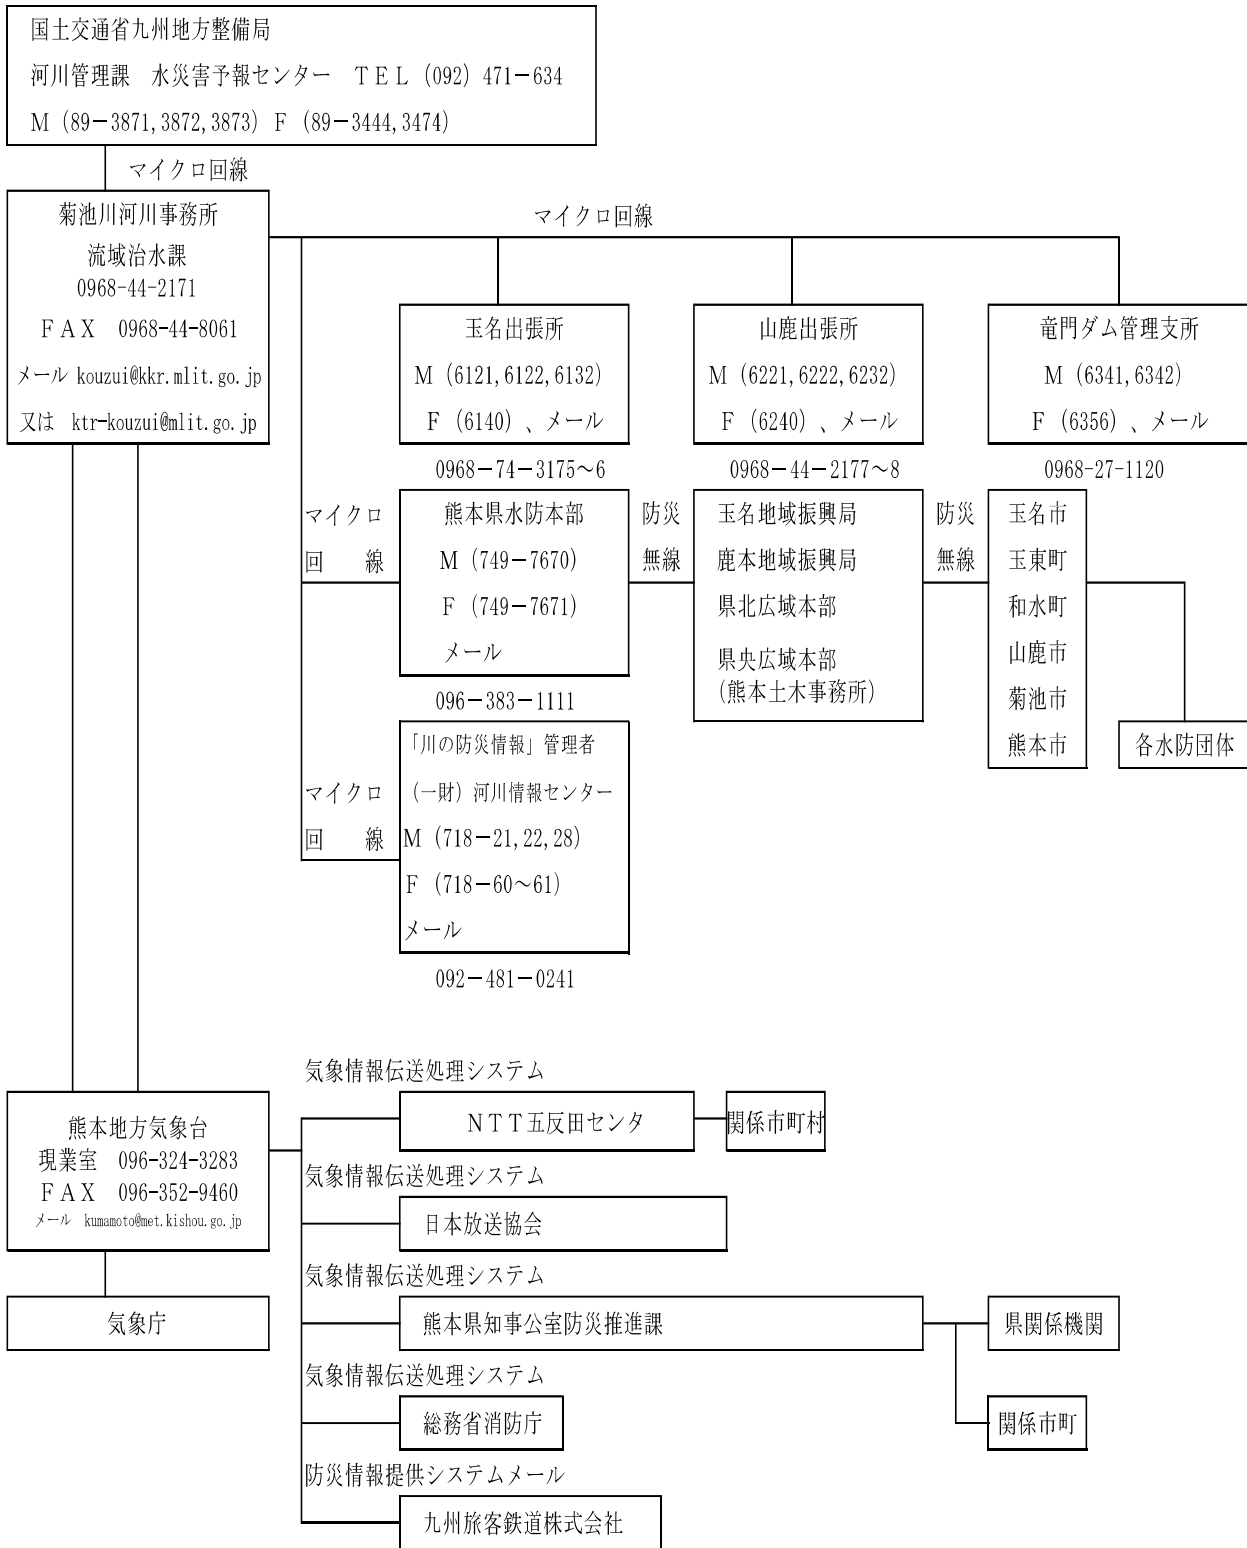 国土交通省九州地方整備局
河川管理課　水災害予報センター　ＴＥＬ（092）471−634
Ｍ（89−3871,3872,3873）Ｆ（89−3444,3474）
マイクロ回線
菊池川河川事務所
流域治水課
0968-44-2171
ＦＡＸ　0968-44-8061
メール kouzui@kkr.mlit.go.jp
又は　ktr-kouzui@mlit.go.jp
マイクロ回線
玉名出張所
Ｍ（6121,6122,6132）
Ｆ（6140）、メール
0968−74−3175～6
山鹿出張所
Ｍ（6221,6222,6232）
Ｆ（6240）、メール
0968−44−2177～8
竜門ダム管理支所
Ｍ（6341,6342）
Ｆ（6356）、メール
0968-27-1120
マイクロ
回　線
熊本県水防本部
Ｍ（749−7670）
Ｆ（749−7671）
メール
096−383−1111
防災
無線
玉名地域振興局
鹿本地域振興局
県北広域本部
県央広域本部
(熊本土木事務所)
防災
無線
玉名市
玉東町
和水町
山鹿市
菊池市
熊本市
各水防団体
マイクロ
回　線
「川の防災情報」管理者
（一財）河川情報センター
Ｍ（718−21,22,28）
Ｆ（718−60～61）
メール
092−481−0241
熊本地方気象台
現業室　096-324-3283
ＦＡＸ　096-352-9460
メール　kumamoto@met.kishou.go.jp
気象庁
気象情報伝送処理システム
ＮＴＴ五反田センタ
関係市町村
気象情報伝送処理システム
日本放送協会
気象情報伝送処理システム
熊本県知事公室防災推進課
県関係機関
関係市町
気象情報伝送処理システム
総務省消防庁
防災情報提供システムメール
九州旅客鉄道株式会社